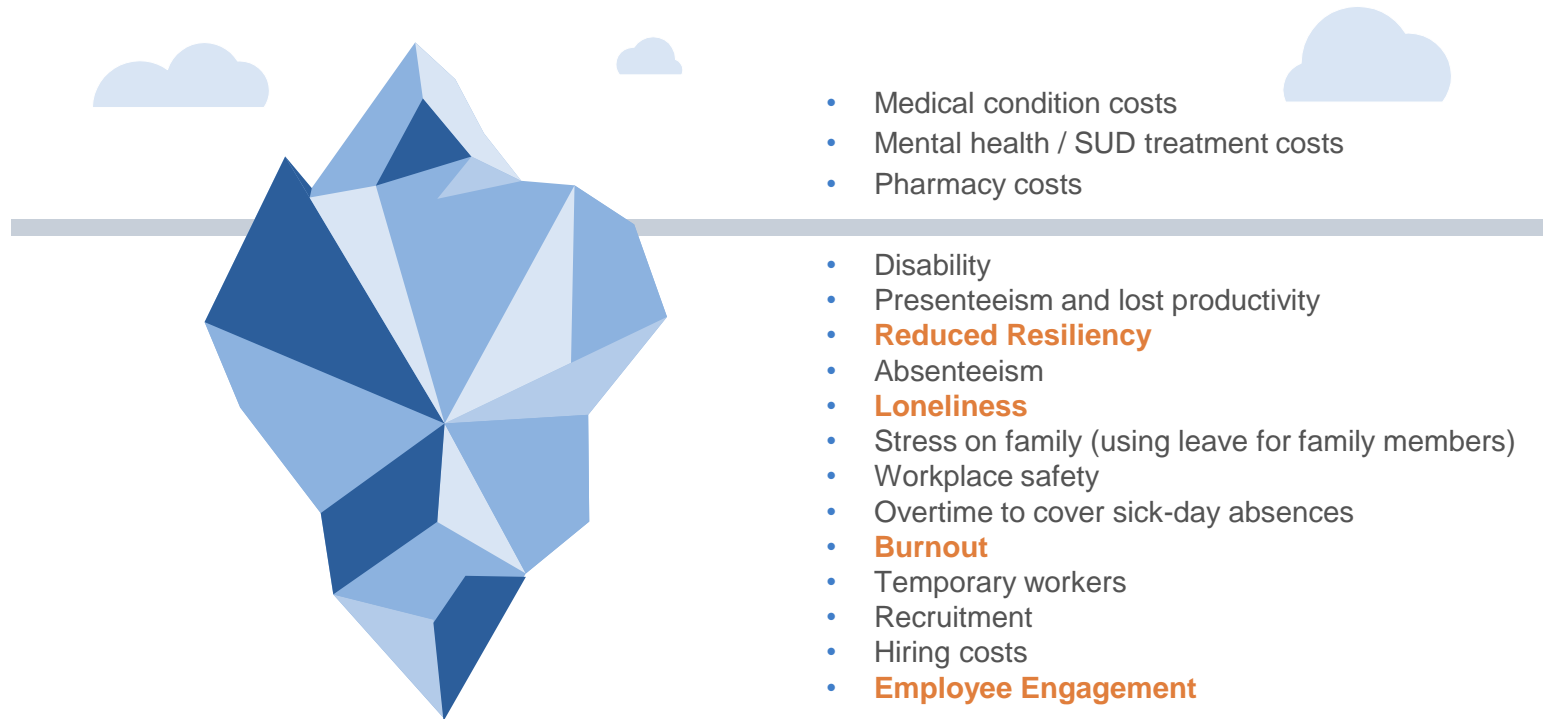 • Medical condition costs
• Mental health / SUD treatment costs
• Pharmacy costs
• Disability
• Presenteeism and lost productivity
• Reduced Resiliency
• Absenteeism
• Loneliness
• Stress on family (using leave for family members)
• Workplace safety
• Overtime to cover sick-day absences
• Burnout
• Temporary workers
• Recruitment
• Hiring costs
• Employee Engagement